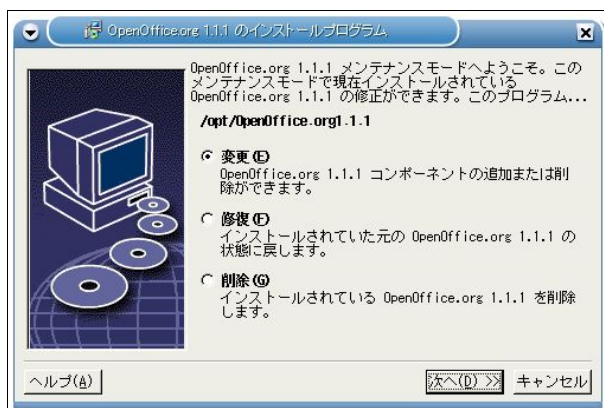 OpenOffice.org 1.1.1 のインストールプログラム
OpenOffice.org 1.1.1 メンテナンスモードへようこそ。この
メンテナンスモードで現在インストールされている
OpenOffice.org 1.1.1 の修正ができます。このプログラム...
/opt/OpenOffice.org1.1.1
変更(E)
OpenOffice.org 1.1.1 コンポーネントの追加または削
除ができます。
修復(F)
インストールされていた元の OpenOffice.org 1.1.1 の
状態に戻します。
削除(G)
インストールされている OpenOffice.org 1.1.1 を削除
します。
ヘルプ(A)
次へ(D) >>
キャンセル